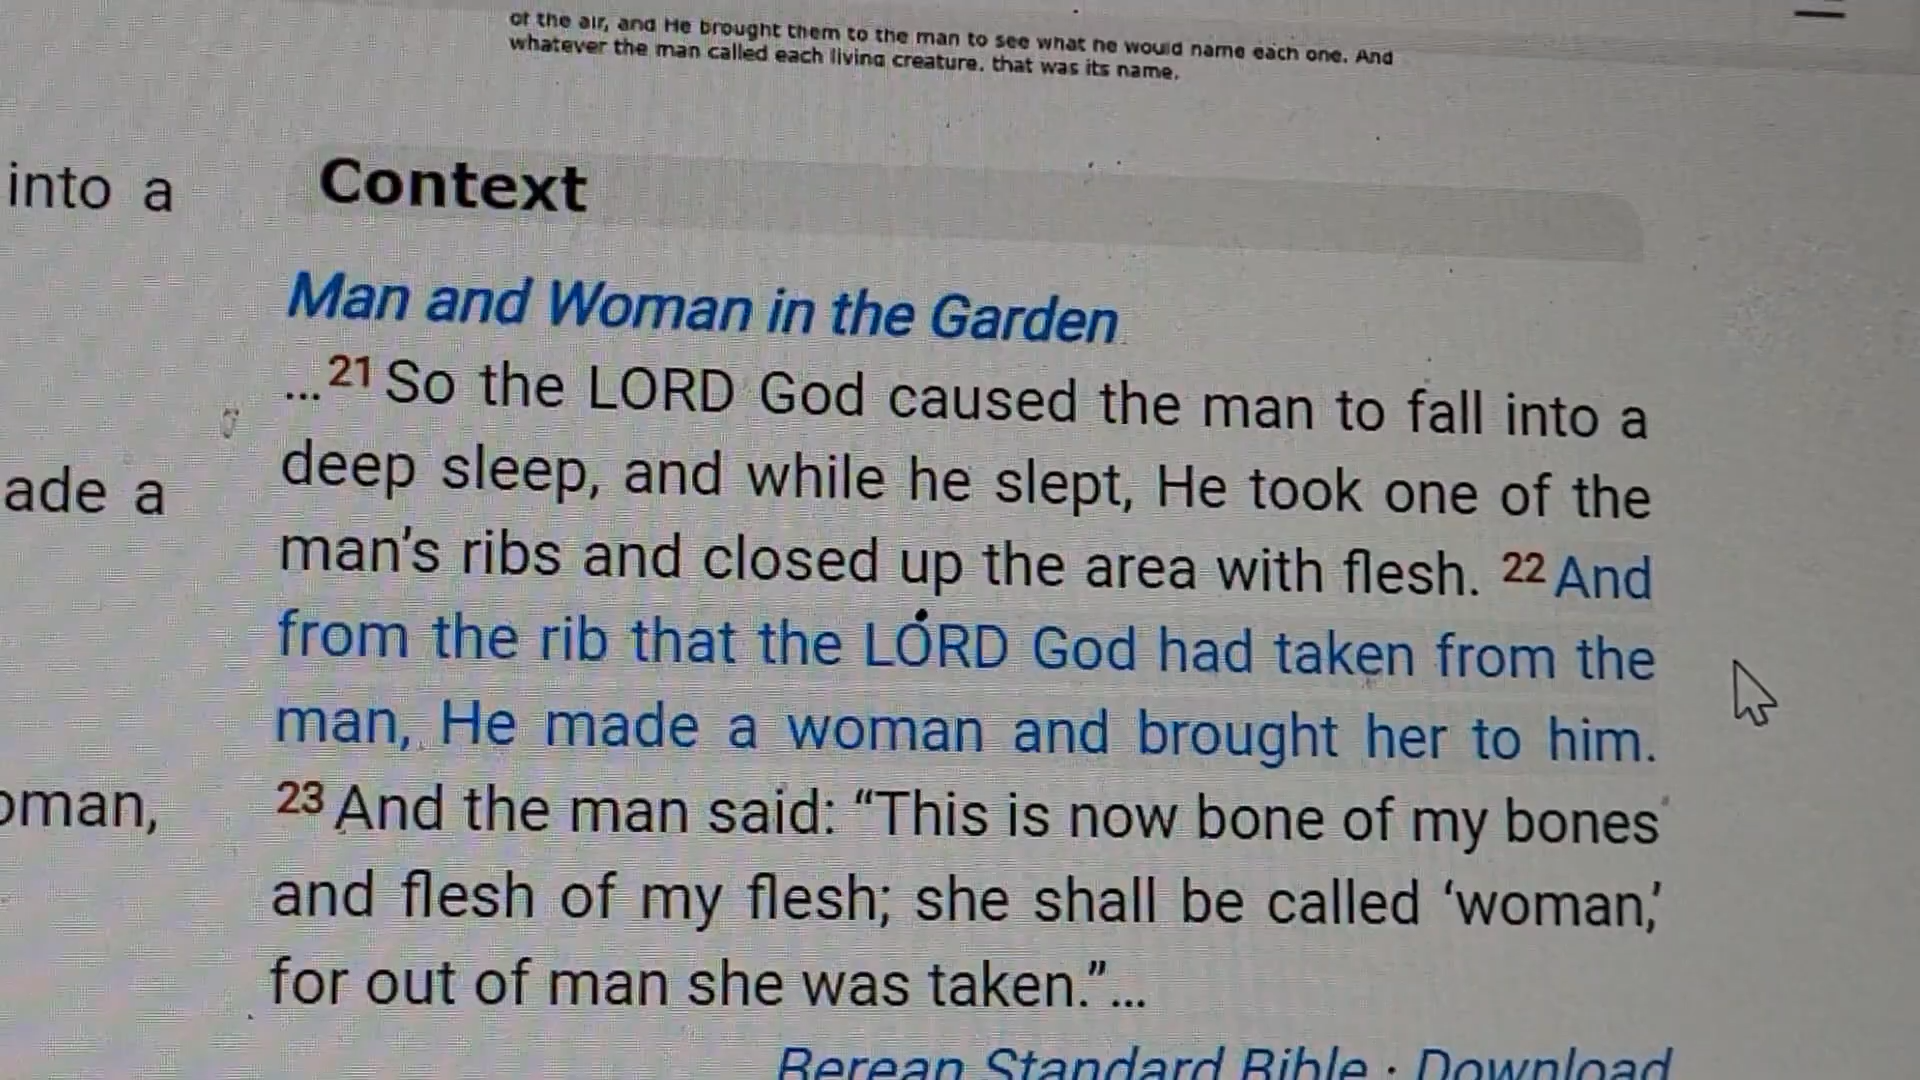 of the air, and He brought them to the man to see what he would name each one. And
whatever the man called each living creature, that was its name.
into a
Context
Man and Woman in the Garden
...21 So the LORD God caused the man to fall into a
deep sleep, and while he slept, He took one of the
ade a
man’s ribs and closed up the area with flesh. 22 And
from the rib that the LORD God had taken from the
man, He made a woman and brought her to him.
oman,
23 And the man said: “This is now bone of my bones
and flesh of my flesh; she shall be called ‘woman,’
for out of man she was taken.”...
Berean Standard Bible · Download